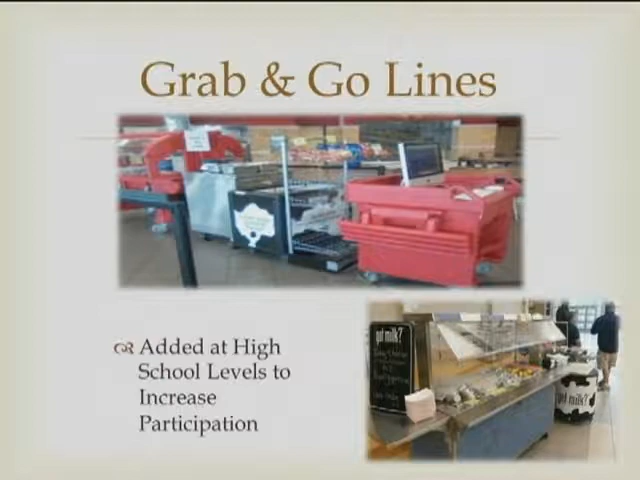 Grab & Go Lines
Added at High
School Levels to
Increase
Participation
got milk?
got milk?